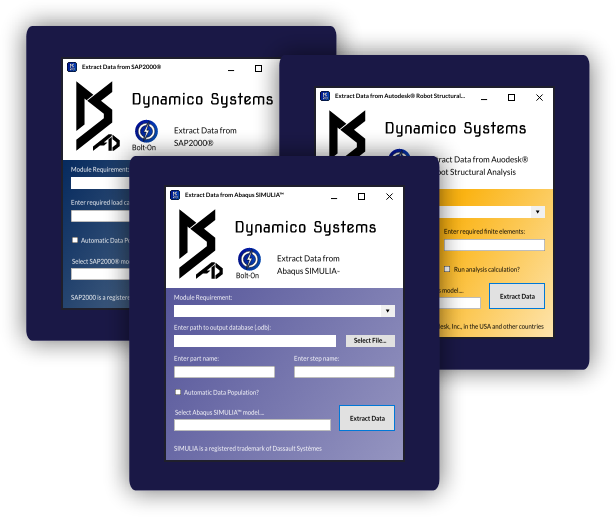 Extract Data from SAP2000®
Dynamico Systems
Bolt-On
Extract Data from
SAP2000®
Module Requirement:
Enter required load ca
Automatic Data Po
Select SAP2000® mo
SAP2000 is a registere
Extract Data from Autodesk® Robot Structural...
Dynamico Systems
ract Data from Auodesk®
obot Structural Analysis
Enter required finite elements:
Run analysis calculation?
s model...
Extract Data
desk, Inc., in the USA and other countries
Extract Data from Abaqus SIMULIA™
Dynamico Systems
Bolt-On
Extract Data from
Abaqus SIMULIA-
Module Requirement:
Enter path to output database (.odb):
Select File...
Enter part name:
Enter step name:
Automatic Data Population?
Select Abaqus SIMULIA™ model...
Extract Data
SIMULIA is a registered trademark of Dassault Systèmes